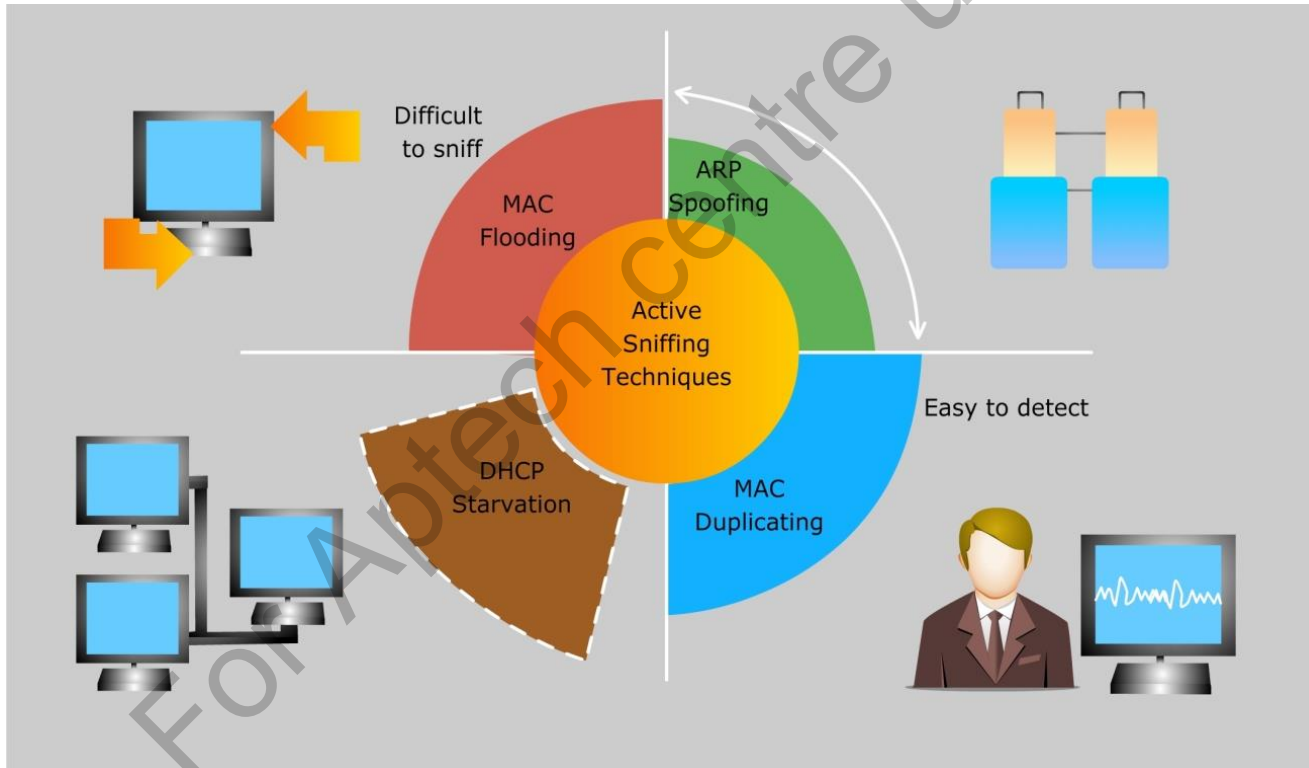 Difficult
to sniff
MAC
Flooding
ARP
Spoofing
Active
Sniffing
Techniques
Easy to detect
DHCP
Starvation
MAC
Duplicating
For Aptech centre